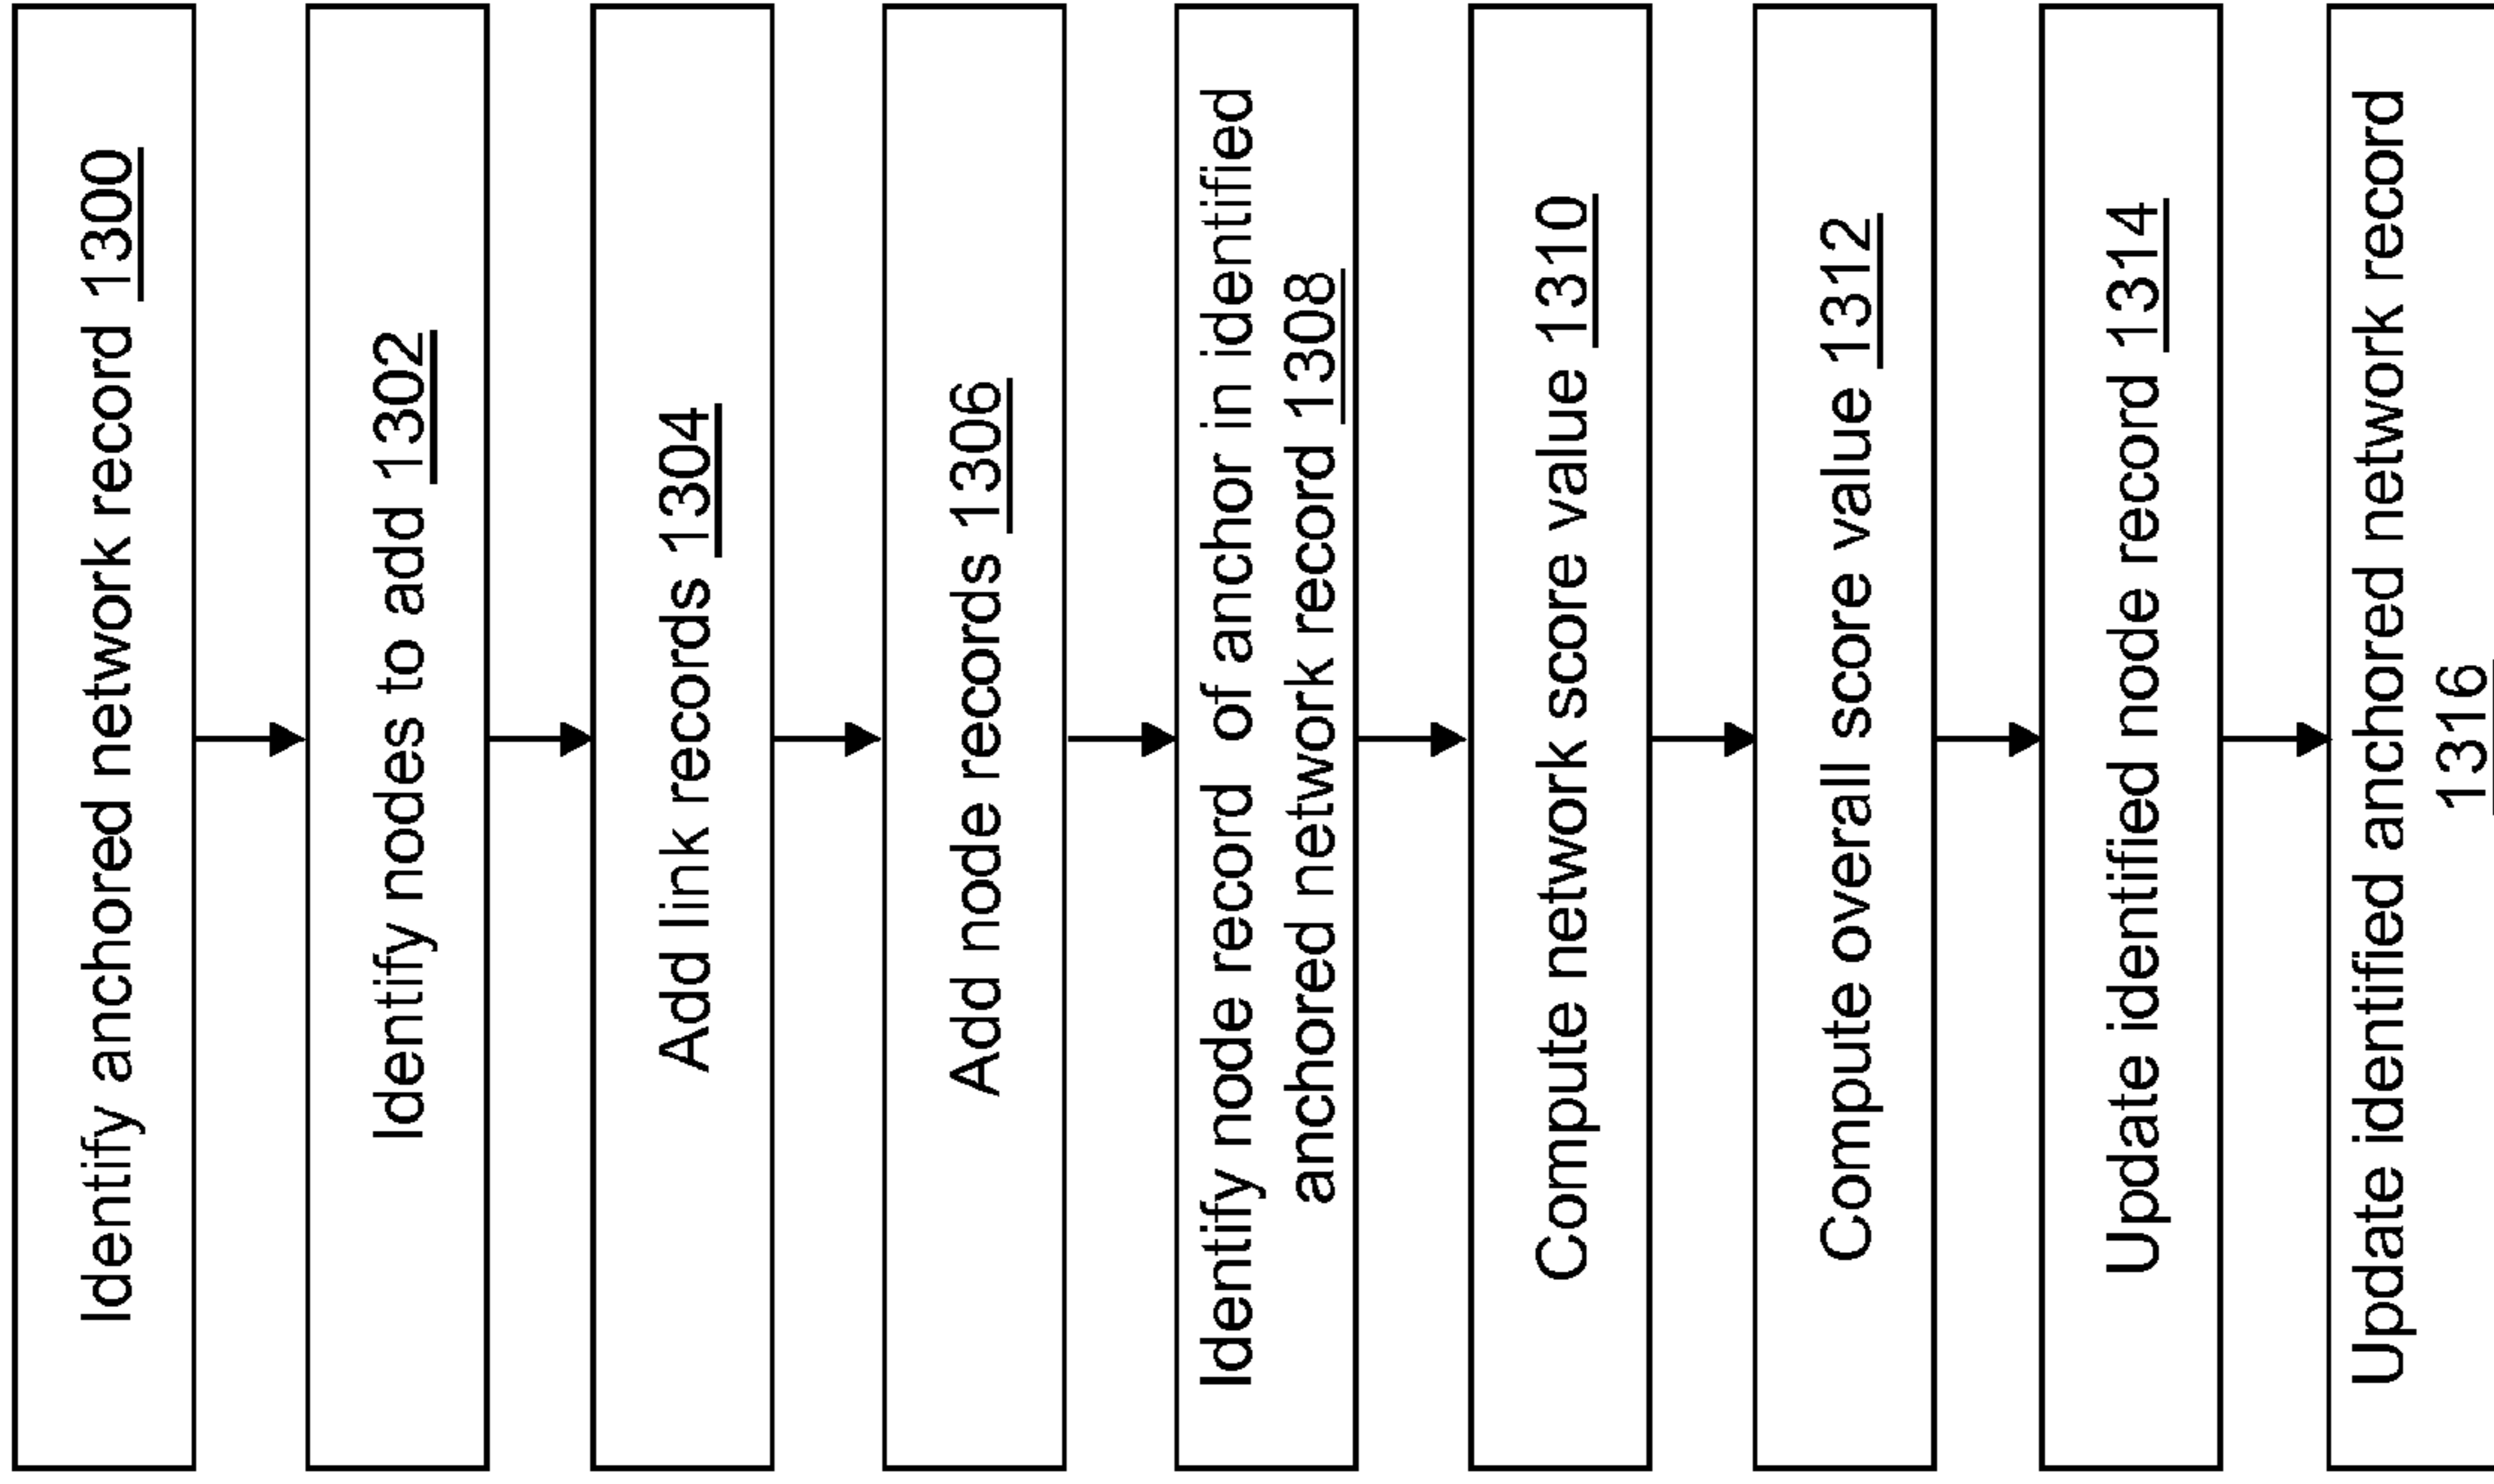 Identify anchored network record 1300
Identify nodes to add 1302
Add link records 1304
Add node records 1306
Identify node record of anchor in identified
anchored network record 1308
Compute network score value 1310
Compute overall score value 1312
Update identified node record 1314
Update identified anchored network record
1316